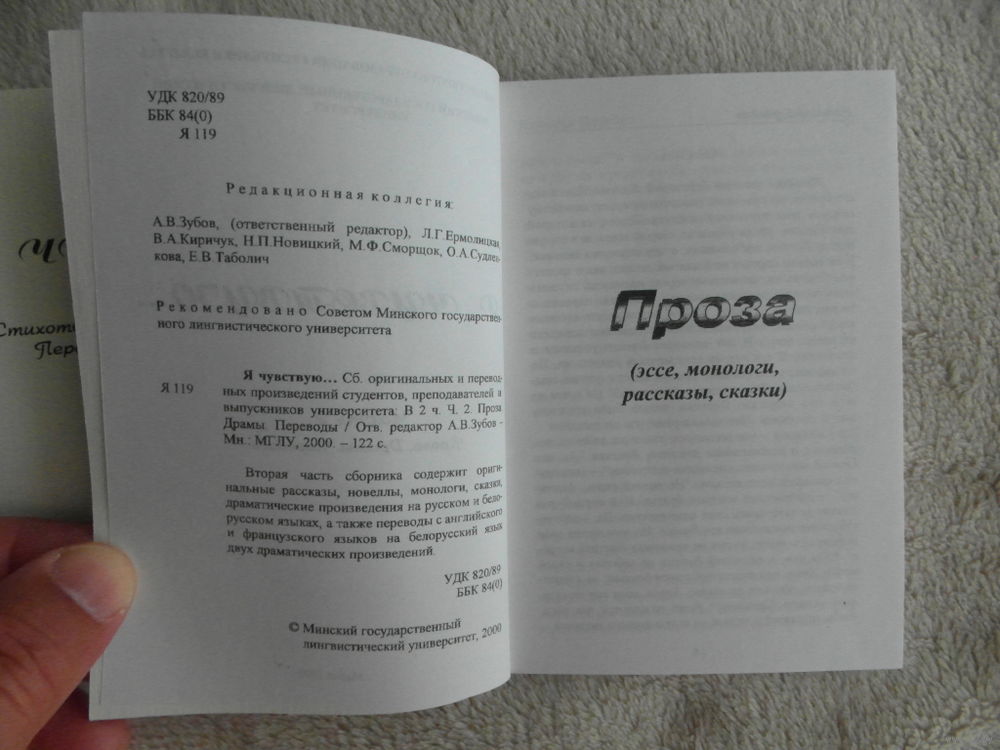 УДК 820/89
ББК 84(0)
Я 119
Редакционная коллегия:
А.В.Зубов, (ответственный редактор), Л.Г.Ермолицкая,
В.А.Киричук, Н.П.Новицкий, М.Ф.Сморщок, О.А.Судлен-
кова, Е.В.Таболич
Рекомендовано Советом Минского государствен-
ного лингвистического университета
Я 119
Я чувствую... Сб. оригинальных и перевод-
ных произведений студентов, преподавателей и
выпускников университета: В 2 ч. Ч. 2. Проза
Драмы. Переводы / Отв. редактор А.В.Зубов –
Мн.: МГЛУ, 2000. – 122 с.
Вторая часть сборника содержит ориги-
нальные рассказы, новеллы, монологи, сказки,
драматические произведения на русском и бело-
русском языках, а также переводы с английского
и французского языков на белорусский язык
двух драматических произведений.
УДК 820/89
ББК 84(0)
© Минский государственный
лингвистический университет, 2000
Проза
(эссе, монологи,
рассказы, сказки)